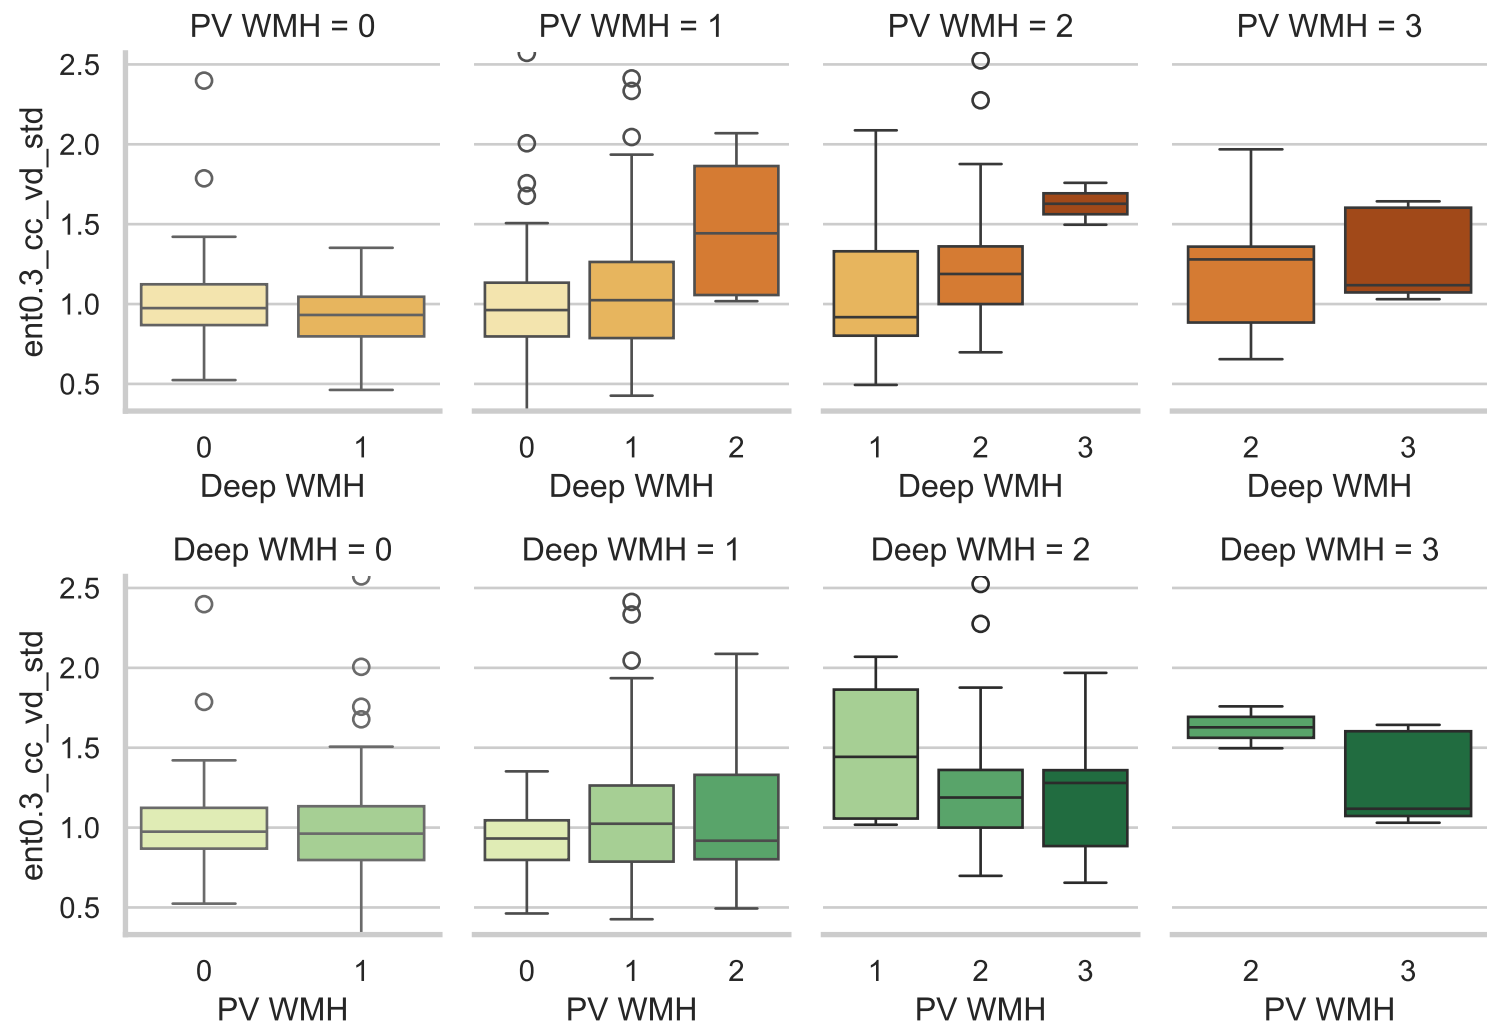 PV WMH = 0 PV WMH = 1 PV WMH = 2 PV WMH = 3
ent0.3_cc_vd_std
2.5
2.0
1.5
1.0
0.5
0 1 0 1 2 1 2 3 2 3
Deep WMH Deep WMH Deep WMH Deep WMH
Deep WMH = 0 Deep WMH = 1 Deep WMH = 2 Deep WMH = 3
ent0.3_cc_vd_std
2.5
2.0
1.5
1.0
0.5
0 1 0 1 2 1 2 3 2 3
PV WMH PV WMH PV WMH PV WMH